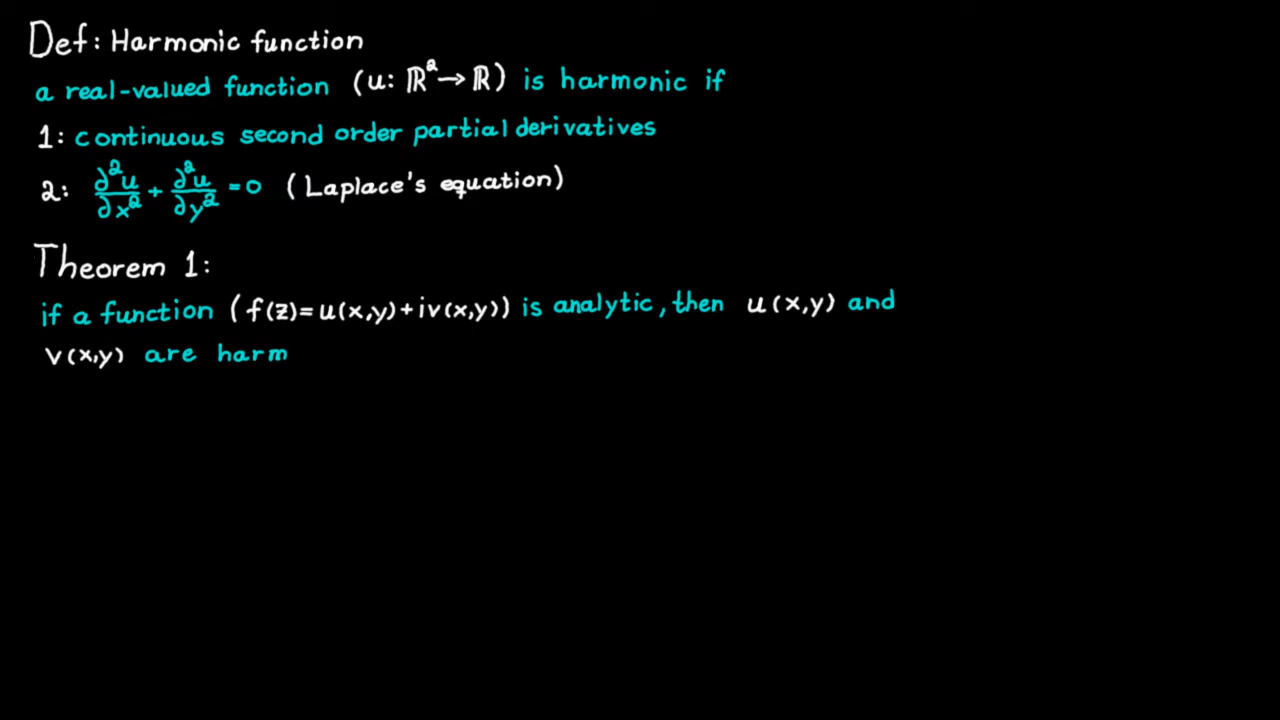 Def: Harmonic function
a real-valued function (u: ℝ² → ℝ) is harmonic if
1: continuous second order partial derivatives
2: ∂²u/∂x² + ∂²u/∂y² = 0 (Laplace's equation)
Theorem 1:
if a function (f(z)=u(x,y)+iv(x,y)) is analytic, then u(x,y) and
v(x,y) are harm